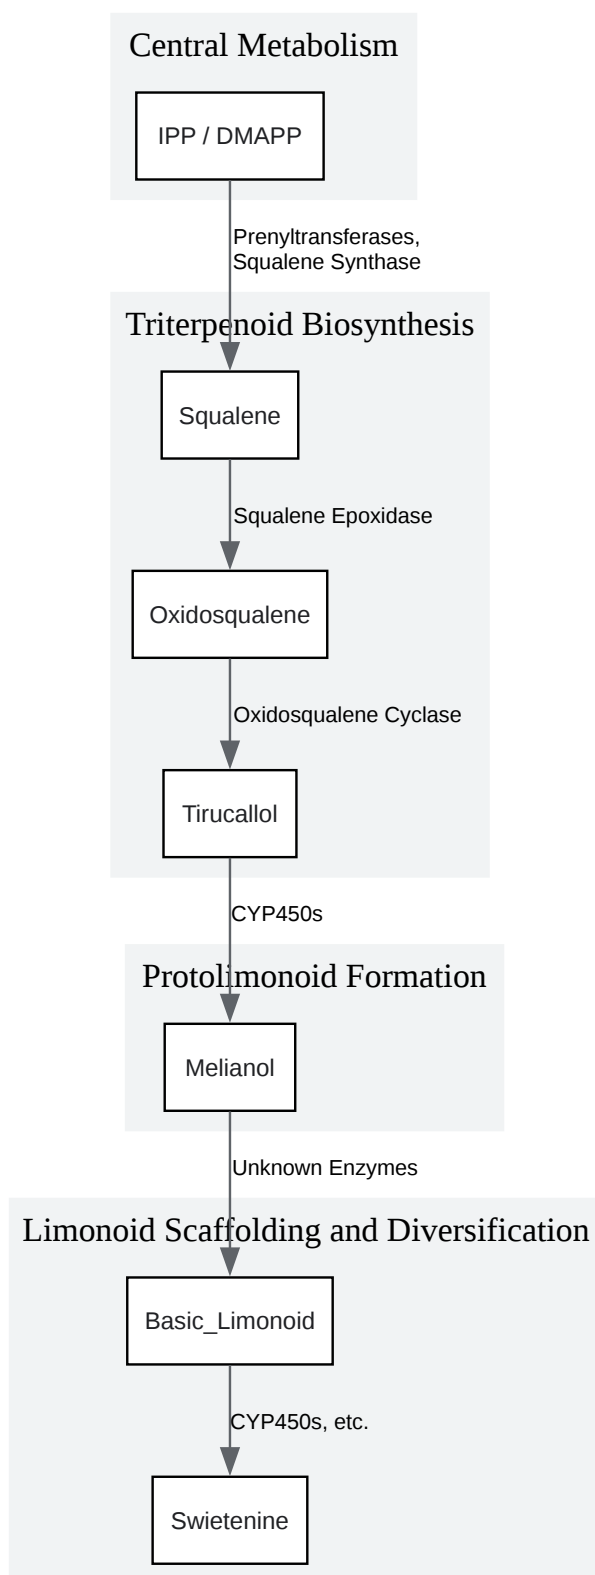 Central Metabolism
IPP / DMAPP
Prenyltransferases,
Squalene Synthase
Triterpenoid Biosynthesis
Squalene
Squalene Epoxidase
Oxidosqualene
Oxidosqualene Cyclase
Tirucallol
CYP450s
Protolimonoid Formation
Melianol
Unknown Enzymes
Limonoid Scaffolding and Diversification
Basic_Limonoid
CYP450s, etc.
Swietenine